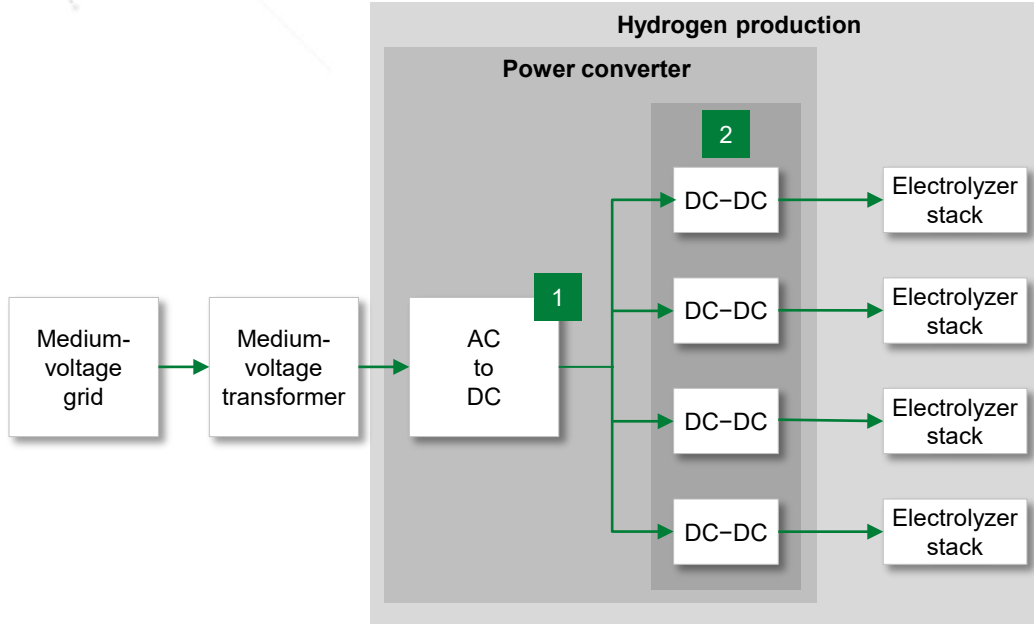 Hydrogen production
Power converter
2
DC−DC
Electrolyzer
stack
1
DC−DC
Electrolyzer
stack
Medium-
voltage
grid
Medium-
voltage
transformer
AC
to
DC
DC−DC
Electrolyzer
stack
DC−DC
Electrolyzer
stack